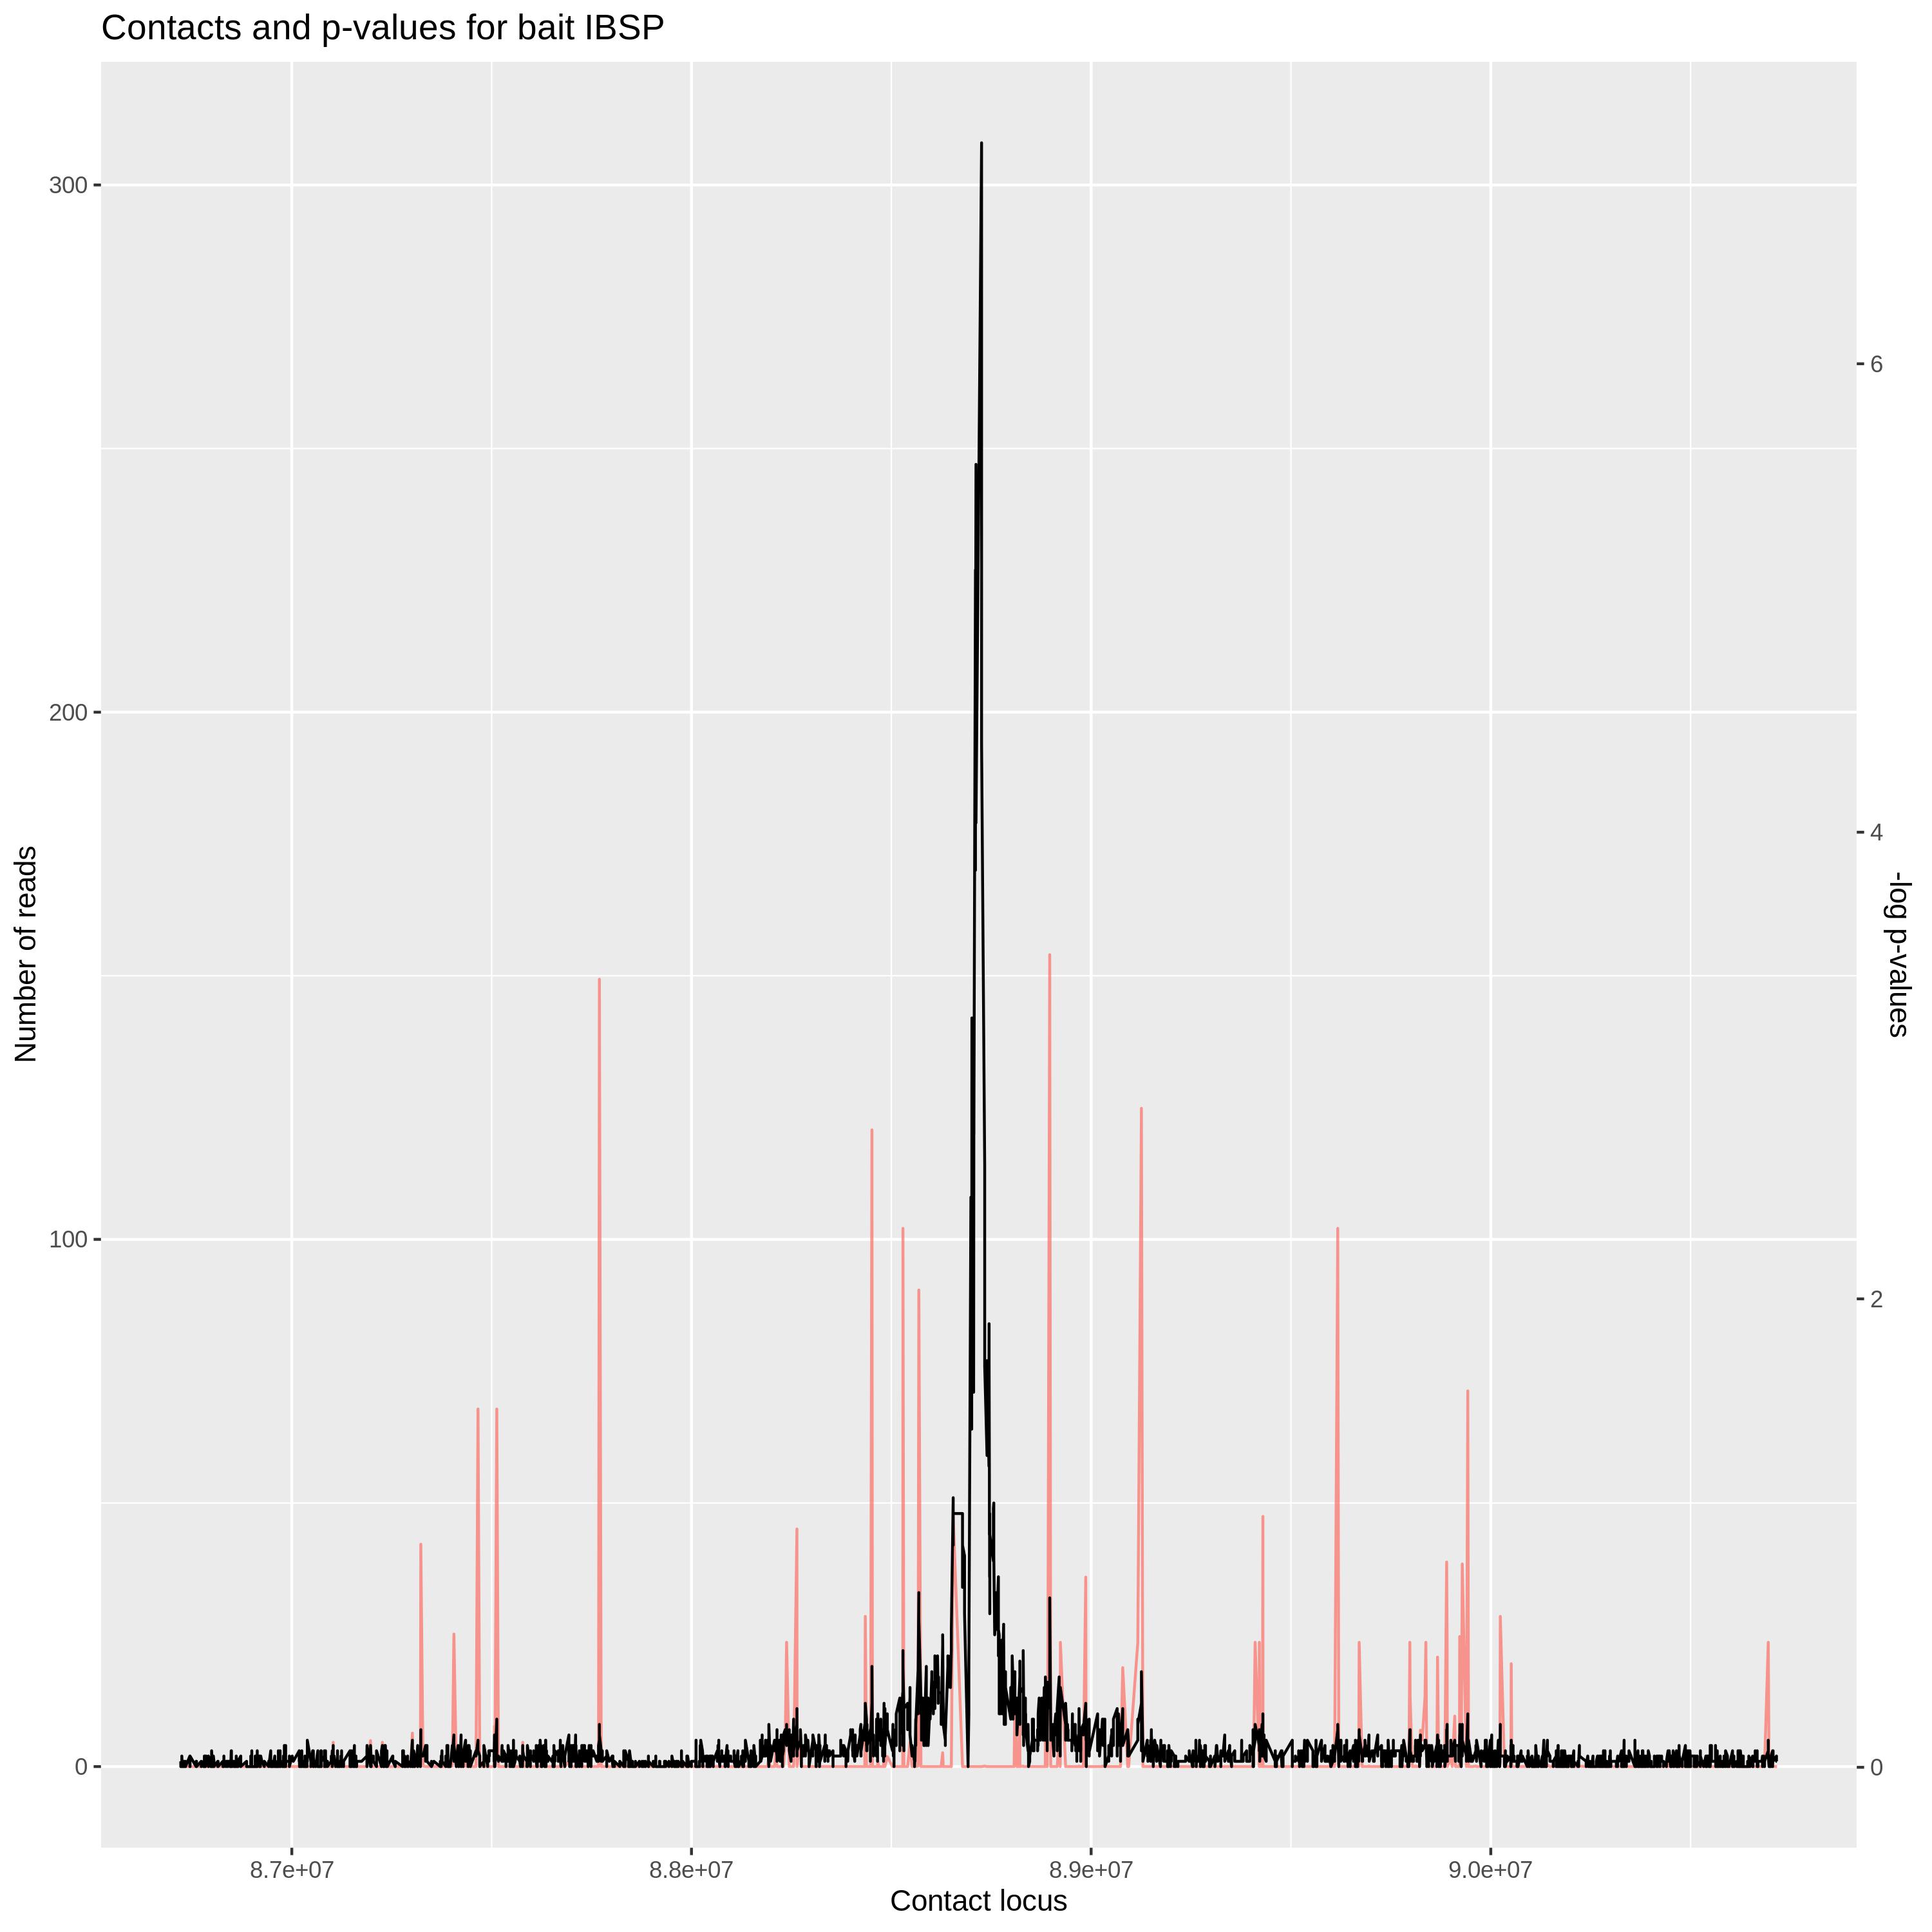 Contacts and p-values for bait IBSP
300
200
100
0
Number of reads
6
4
2
0
-log p-values
8.7e+07
8.8e+07
8.9e+07
9.0e+07
Contact locus